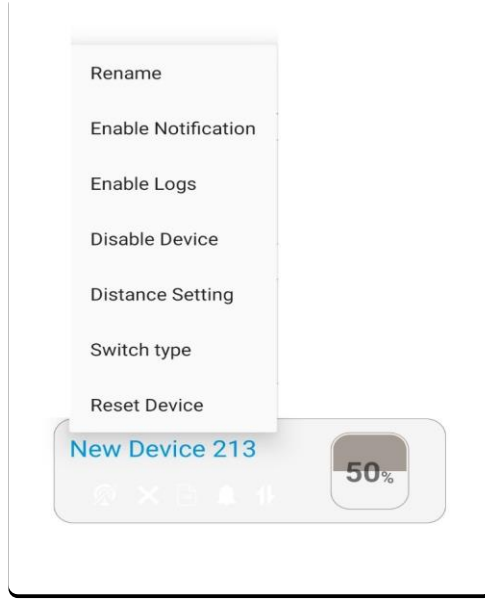 Rename
Enable Notification
Enable Logs
Disable Device
Distance Setting
Switch type
Reset Device
New Device 213
50%